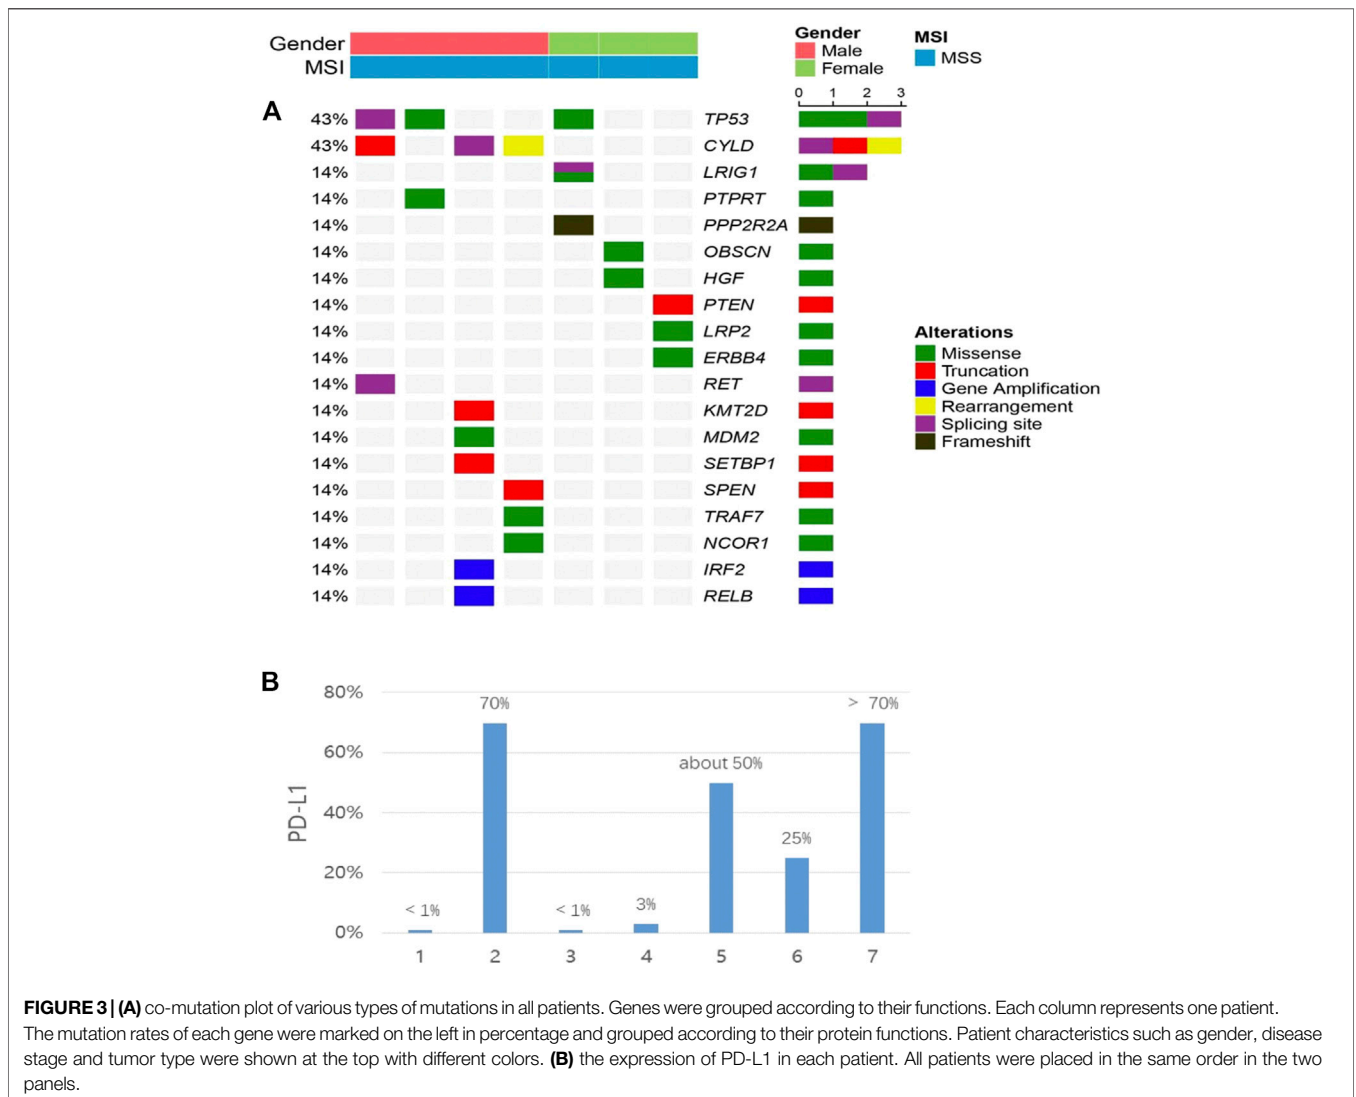 Gender
MSI
Gender
Male
Female
MSI
MSS
A
0 1 2 3
43% TP53
43% CYLD
14% LRIG1
14% PTPRT
14% PPP2R2A
14% OBSCN
14% HGF
14% PTEN
14% LRP2
14% ERBB4
14% RET
14% KMT2D
14% MDM2
14% SETBP1
14% SPEN
14% TRAF7
14% NCOR1
14% IRF2
14% RELB
Alterations
Missense
Truncation
Gene Amplification
Rearrangement
Splicing site
Frameshift
B
PD-L1
80%
60%
40%
20%
0%
< 1%
70%
< 1%
3%
about 50%
25%
> 70%
1 2 3 4 5 6 7
FIGURE 3 | (A) co-mutation plot of various types of mutations in all patients. Genes were grouped according to their functions. Each column represents one patient.
The mutation rates of each gene were marked on the left in percentage and grouped according to their protein functions. Patient characteristics such as gender, disease
stage and tumor type were shown at the top with different colors. (B) the expression of PD-L1 in each patient. All patients were placed in the same order in the two
panels.